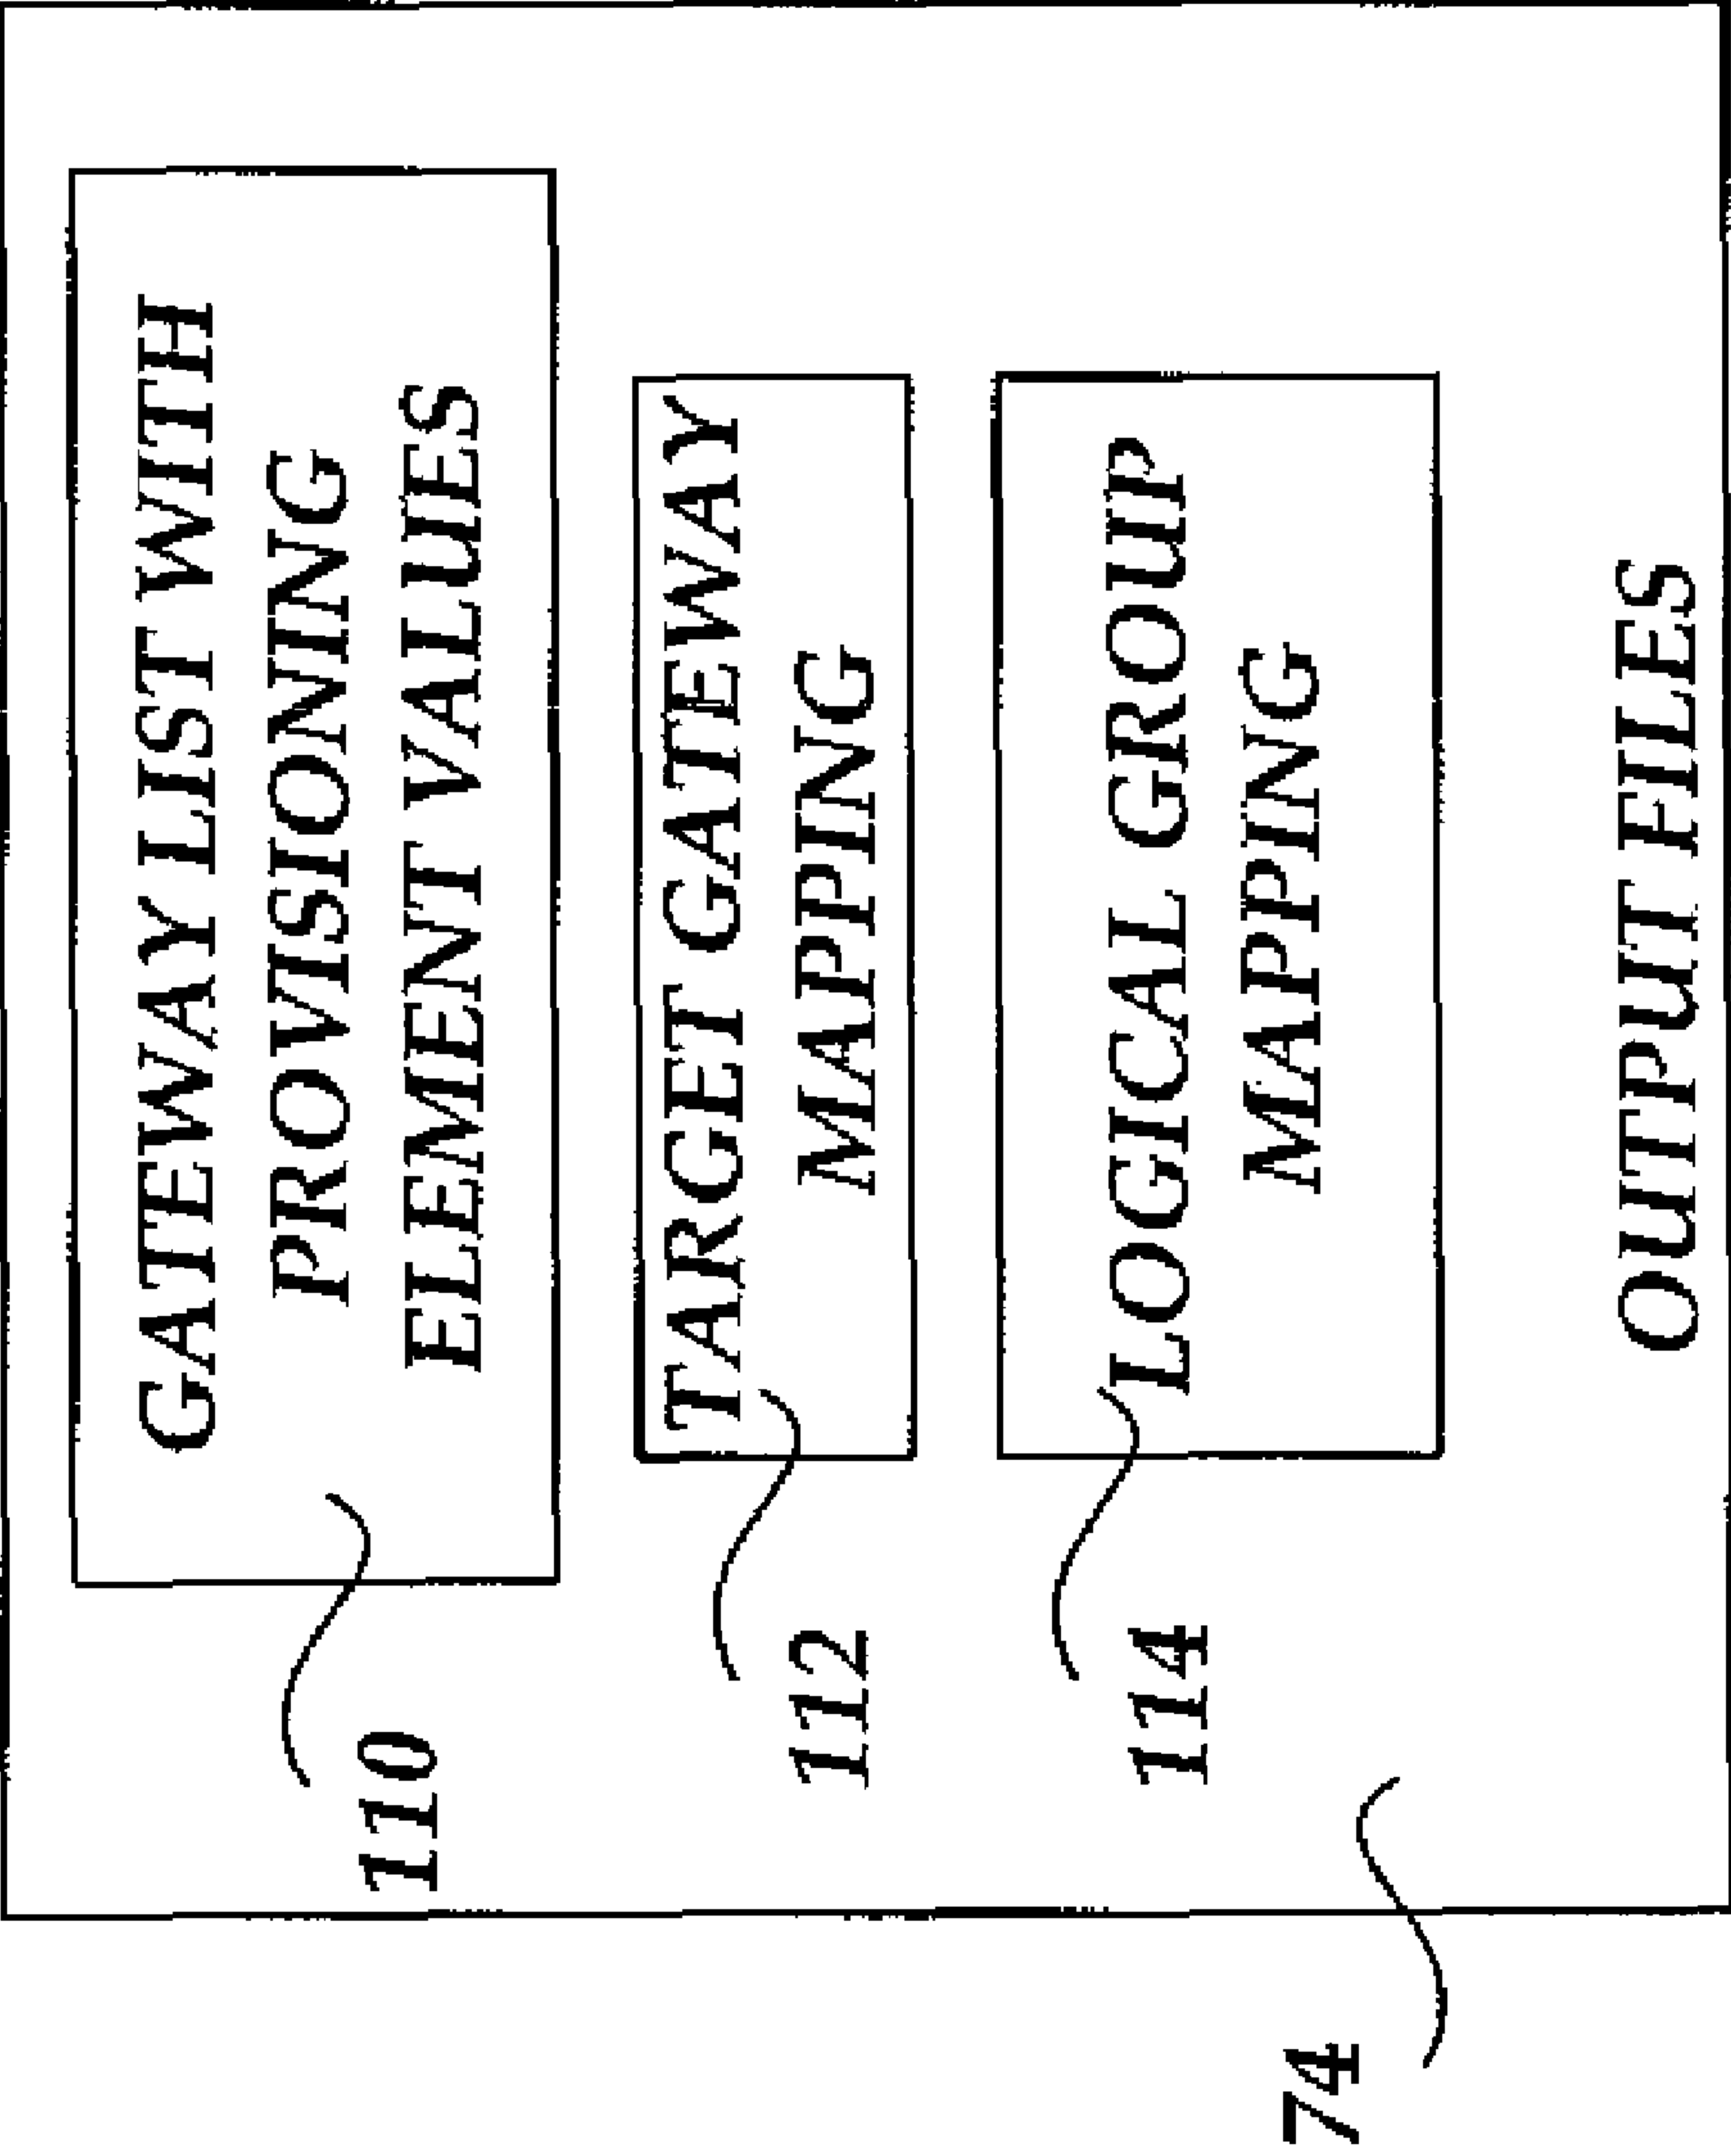 GATEWAY LIST WITH
PROVISIONING
ELEMENT VALUES
110
TARGET GATEWAY
MAPPING
112
LOGICAL GROUP
MAPPING
114
OUTPUT FILES
74